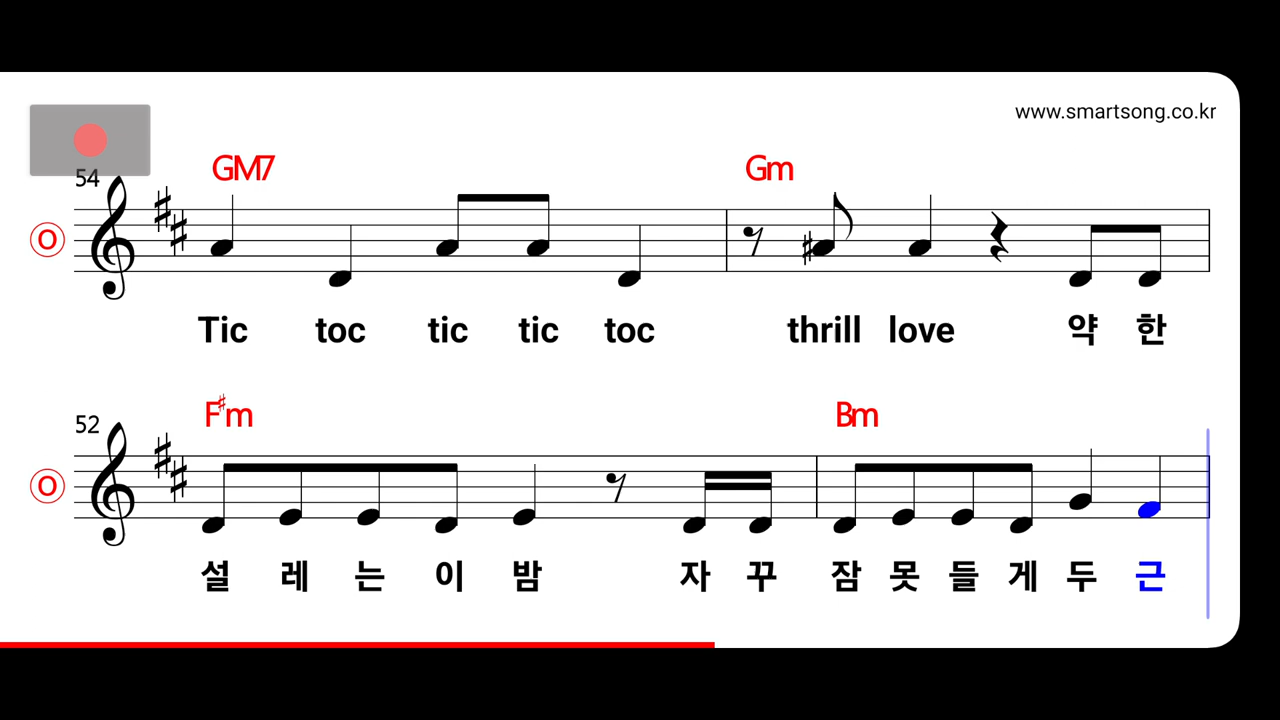 www.smartsong.co.kr
54
GM7 Gm
O
Tic toc tic tic toc thrill love 약 한
52
F♯m Bm
O
설 레 는 이 밤 자 꾸 잠 못 들 게 두 근